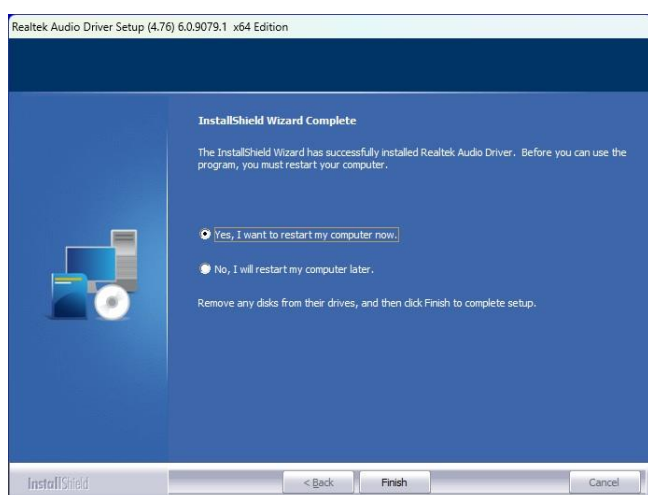 Realtek Audio Driver Setup (4.76) 6.0.9079.1 x64 Edition
InstallShield Wizard Complete
The InstallShield Wizard has successfully installed Realtek Audio Driver. Before you can use the
program, you must restart your computer.
Yes, I want to restart my computer now.
No, I will restart my computer later.
Remove any disks from their drives, and then click Finish to complete setup.
InstallShield
< Back
Finish
Cancel